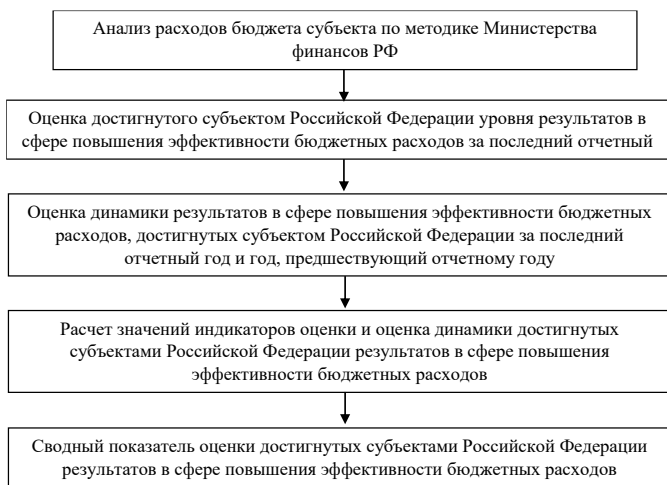 Анализ расходов бюджета субъекта по методике Министерства
финансов РФ
Оценка достигнутого субъектом Российской Федерации уровня результатов в
сфере повышения эффективности бюджетных расходов за последний отчетный
Оценка динамики результатов в сфере повышения эффективности бюджетных
расходов, достигнутых субъектом Российской Федерации за последний
отчетный год и год, предшествующий отчетному году
Расчет значений индикаторов оценки и оценка динамики достигнутых
субъектами Российской Федерации результатов в сфере повышения
эффективности бюджетных расходов
Сводный показатель оценки достигнутых субъектами Российской Федерации
результатов в сфере повышения эффективности бюджетных расходов